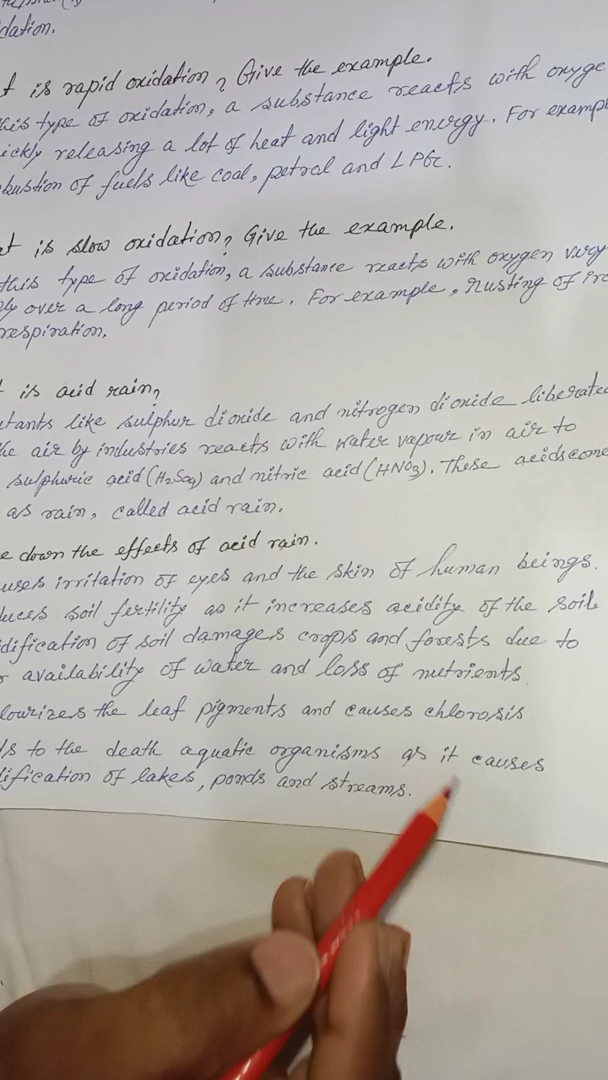 dation.
t is rapid oxidation? Give the example.
his type of oxidation, a substance reacts with oxyge
ickly releasing a lot of heat and light energy. For exampl
bustion of fuels like coal, petrol and LPG.
at is slow oxidation? Give the example.
this type of oxidation, a substance reacts with oxygen very
ly over a long period of time. For example, rusting of iro
respiration.
t is acid rain?
utants like sulphur dioxide and nitrogen dioxide liberated
he air by industries reacts with water vapour in air to
sulphuric acid (H2SO4) and nitric acid (HNO3). These acids come
as rain, called acid rain.
e down the effects of acid rain.
uses irritation of eyes and the skin of human beings.
duces soil fertility as it increases acidity of the soil
dification of soil damages crops and forests due to
r availability of water and loss of nutrients
lourizes the leaf pigments and causes chlorosis
ds to the death aquatic organisms as it causes
dification of lakes, ponds and streams.